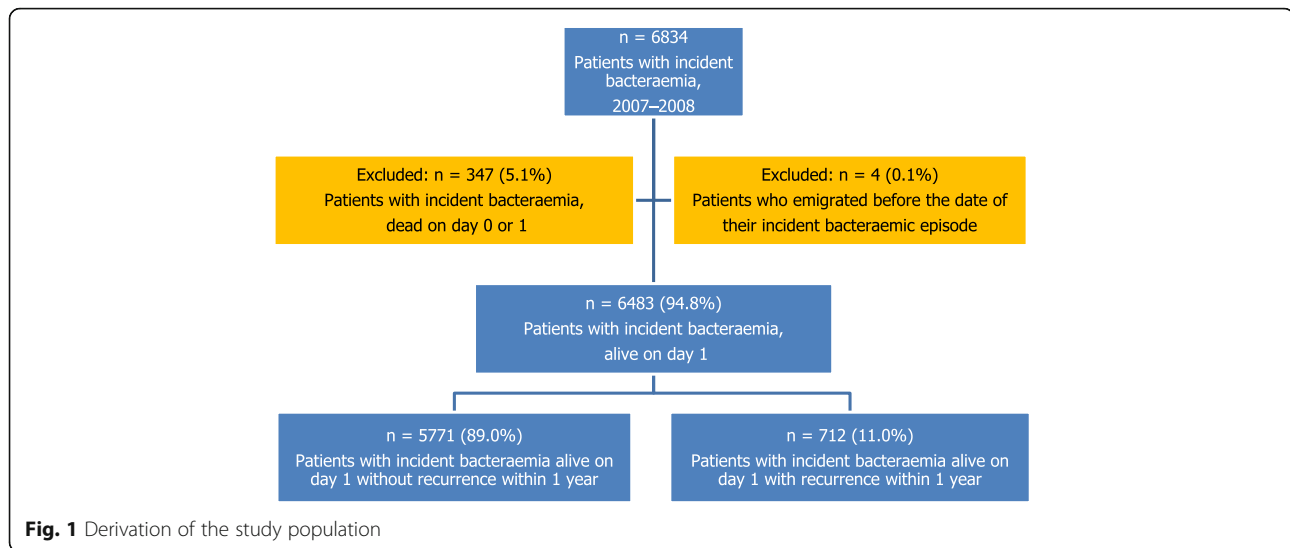 n = 6834
Patients with incident
bacteraemia,
2007–2008
Excluded: n = 347 (5.1%)
Patients with incident bacteraemia,
dead on day 0 or 1
Excluded: n = 4 (0.1%)
Patients who emigrated before the date of
their incident bacteraemic episode
n = 6483 (94.8%)
Patients with incident bacteraemia,
alive on day 1
n = 5771 (89.0%)
Patients with incident bacteraemia alive on
day 1 without recurrence within 1 year
n = 712 (11.0%)
Patients with incident bacteraemia alive on
day 1 with recurrence within 1 year
Fig. 1 Derivation of the study population